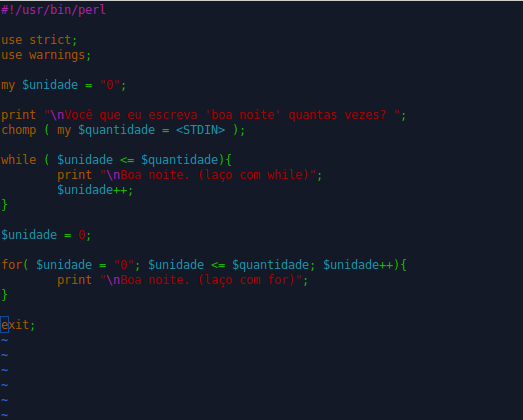 #!/usr/bin/perl
use strict;
use warnings;
my $unidade = "0";
print "\nVocê que eu escreva 'boa noite' quantas vezes? ";
chomp ( my $quantidade = <STDIN> );
while ( $unidade <= $quantidade){
print "\nBoa noite. (laço com while)";
$unidade++;
}
$unidade = 0;
for( $unidade = "0"; $unidade <= $quantidade; $unidade++){
print "\nBoa noite. (laço com for)";
}
exit;
~
~
~
~
~
~